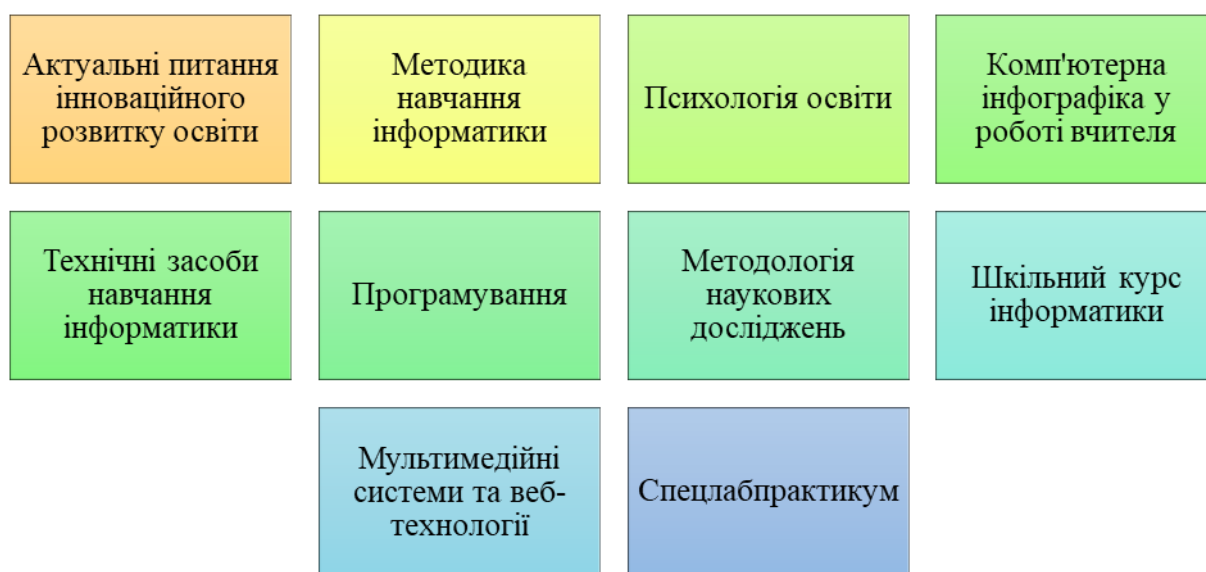 Актуальні питання
інноваційного
розвитку освіти
Методика
навчання
інформатики
Психологія освіти
Комп'ютерна
інфографіка у
роботі вчителя
Технічні засоби
навчання
інформатики
Програмування
Методологія
наукових
досліджень
Шкільний курс
інформатики
Мультимедійні
системи та веб-
технології
Спецлабпрактикум